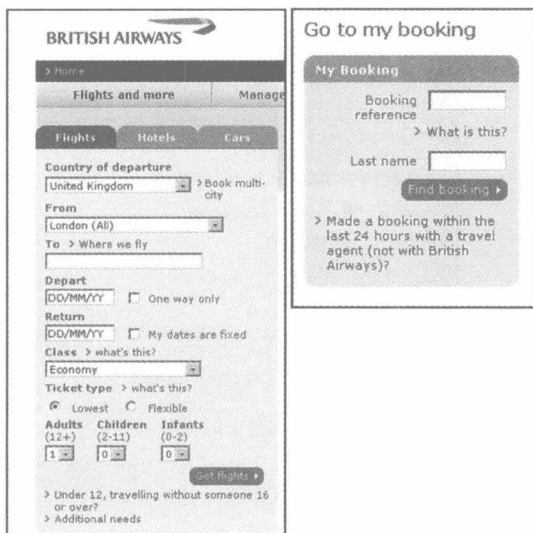 BRITISH AIRWAYS
> Home
Flights and more Manage
Flights Hotels Cars
Country of departure
United Kingdom > Book multi-
city
From
London (All)
To > Where we fly
Depart
DD/MM/YY One way only
Return
DD/MM/YY My dates are fixed
Class > what's this?
Economy
Ticket type > what's this?
Lowest Flexible
Adults Children Infants
(12+) (2-11) (0-2)
1 0 0
Get flights
> Under 12, travelling without someone 16
or over?
> Additional needs
Go to my booking
My Booking
Booking
reference
> What is this?
Last name
Find booking
> Made a booking within the
last 24 hours with a travel
agent (not with British
Airways)?